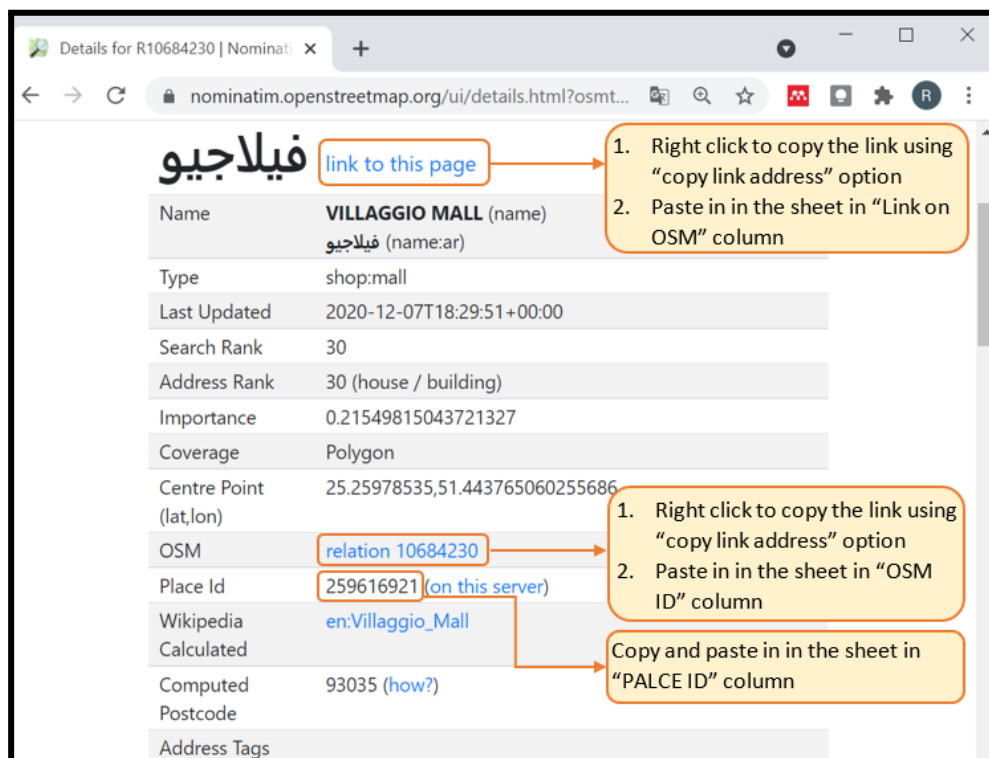 Details for R10684230 | Nominati
nominatim.openstreetmap.org/ui/details.html?osmt...
R
فيلاجيو link to this page
1. Right click to copy the link using
"copy link address" option
2. Paste in in the sheet in "Link on
OSM" column
Name VILLAGGIO MALL (name)
فيلاجيو (name:ar)
Type shop:mall
Last Updated 2020-12-07T18:29:51+00:00
Search Rank 30
Address Rank 30 (house / building)
Importance 0.21549815043721327
Coverage Polygon
Centre Point 25.25978535,51.443765060255686
(lat,lon)
1. Right click to copy the link using
"copy link address" option
2. Paste in in the sheet in "OSM
ID" column
OSM relation 10684230
Place Id 259616921 (on this server)
Wikipedia en:Villaggio_Mall
Calculated
Copy and paste in in the sheet in
"PALCE ID" column
Computed 93035 (how?)
Postcode
Address Tags